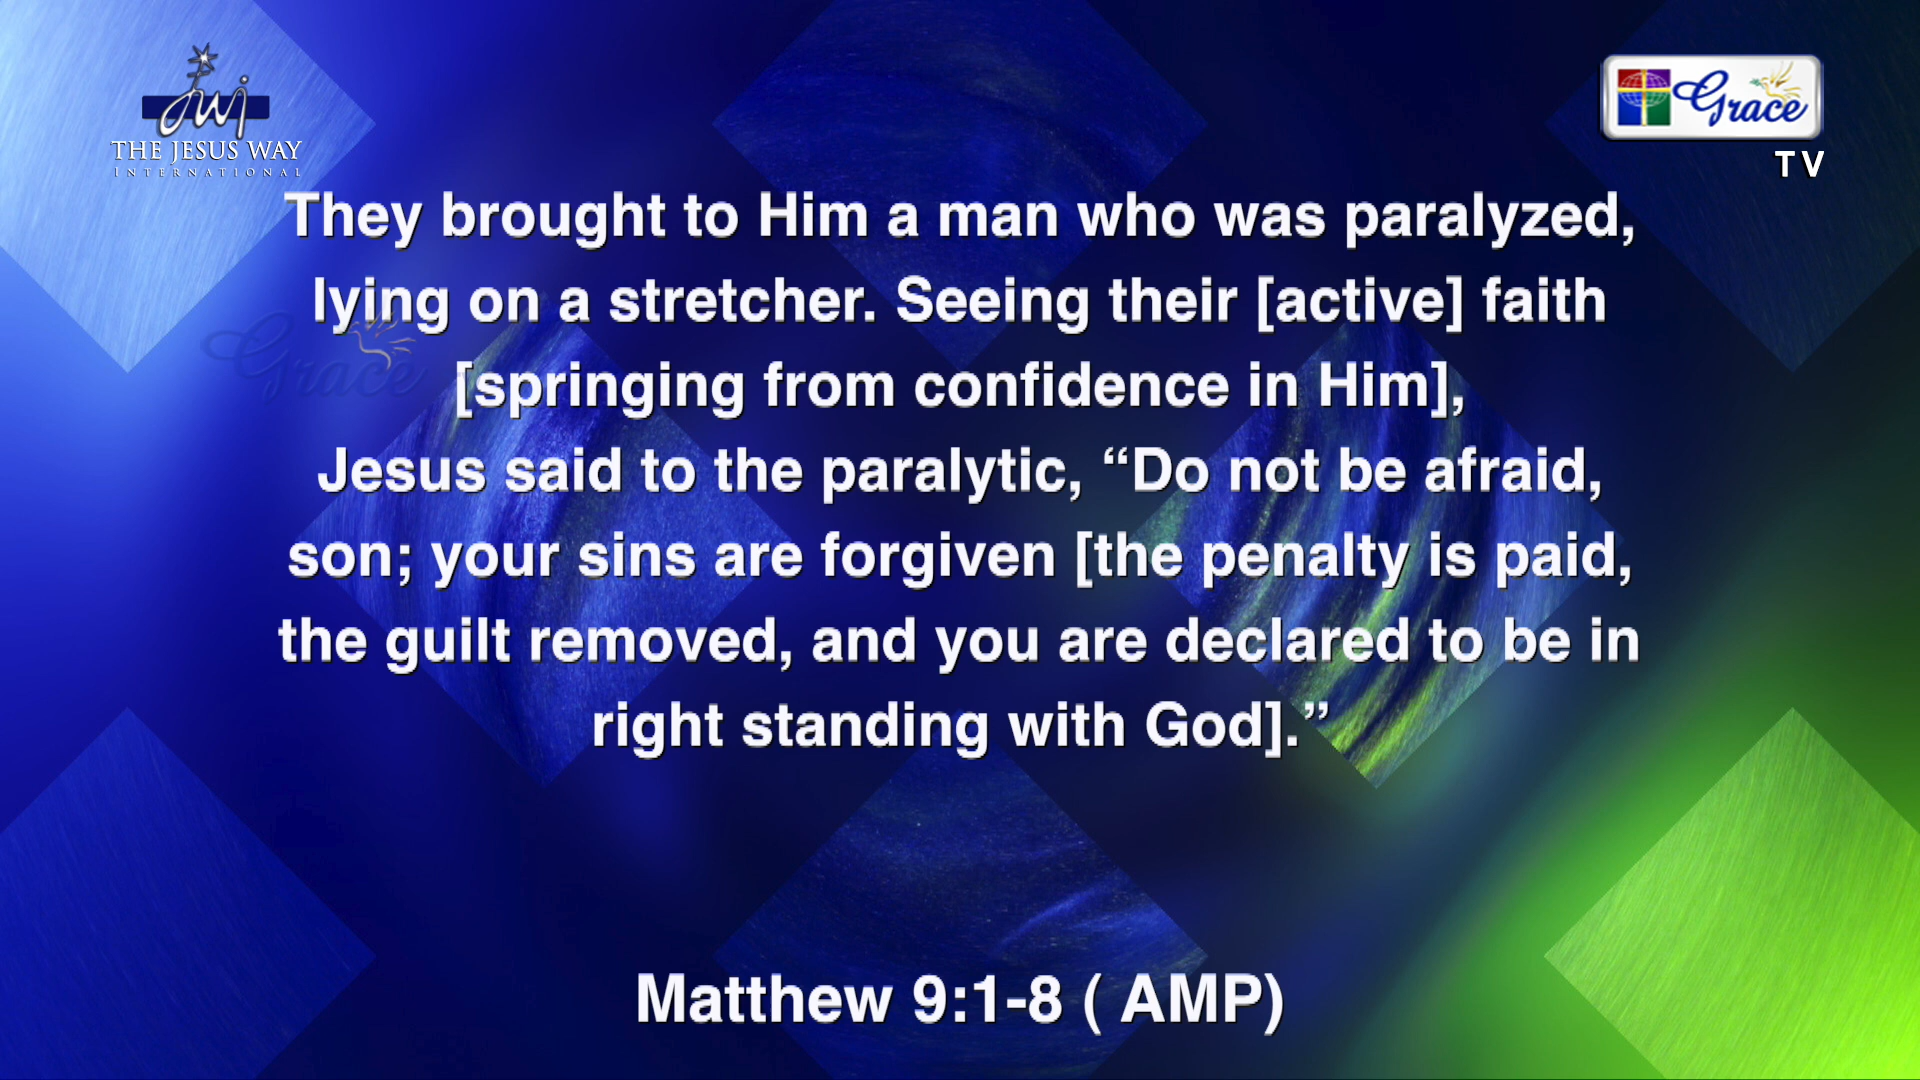 jwi
THE JESUS WAY
INTERNATIONAL
Grace
TV
They brought to Him a man who was paralyzed,
lying on a stretcher. Seeing their [active] faith
Grace
[springing from confidence in Him],
Jesus said to the paralytic, “Do not be afraid,
son; your sins are forgiven [the penalty is paid,
the guilt removed, and you are declared to be in
right standing with God].”
Matthew 9:1-8 ( AMP)